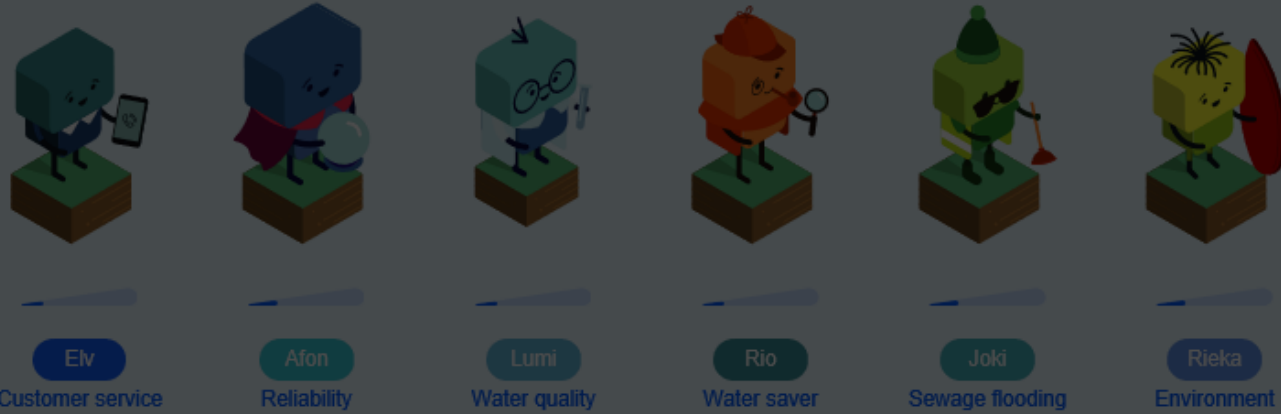 Elv Afon Lumi Rio Joki Rieka
Customer service Reliability Water quality Water saver Sewage flooding Environment